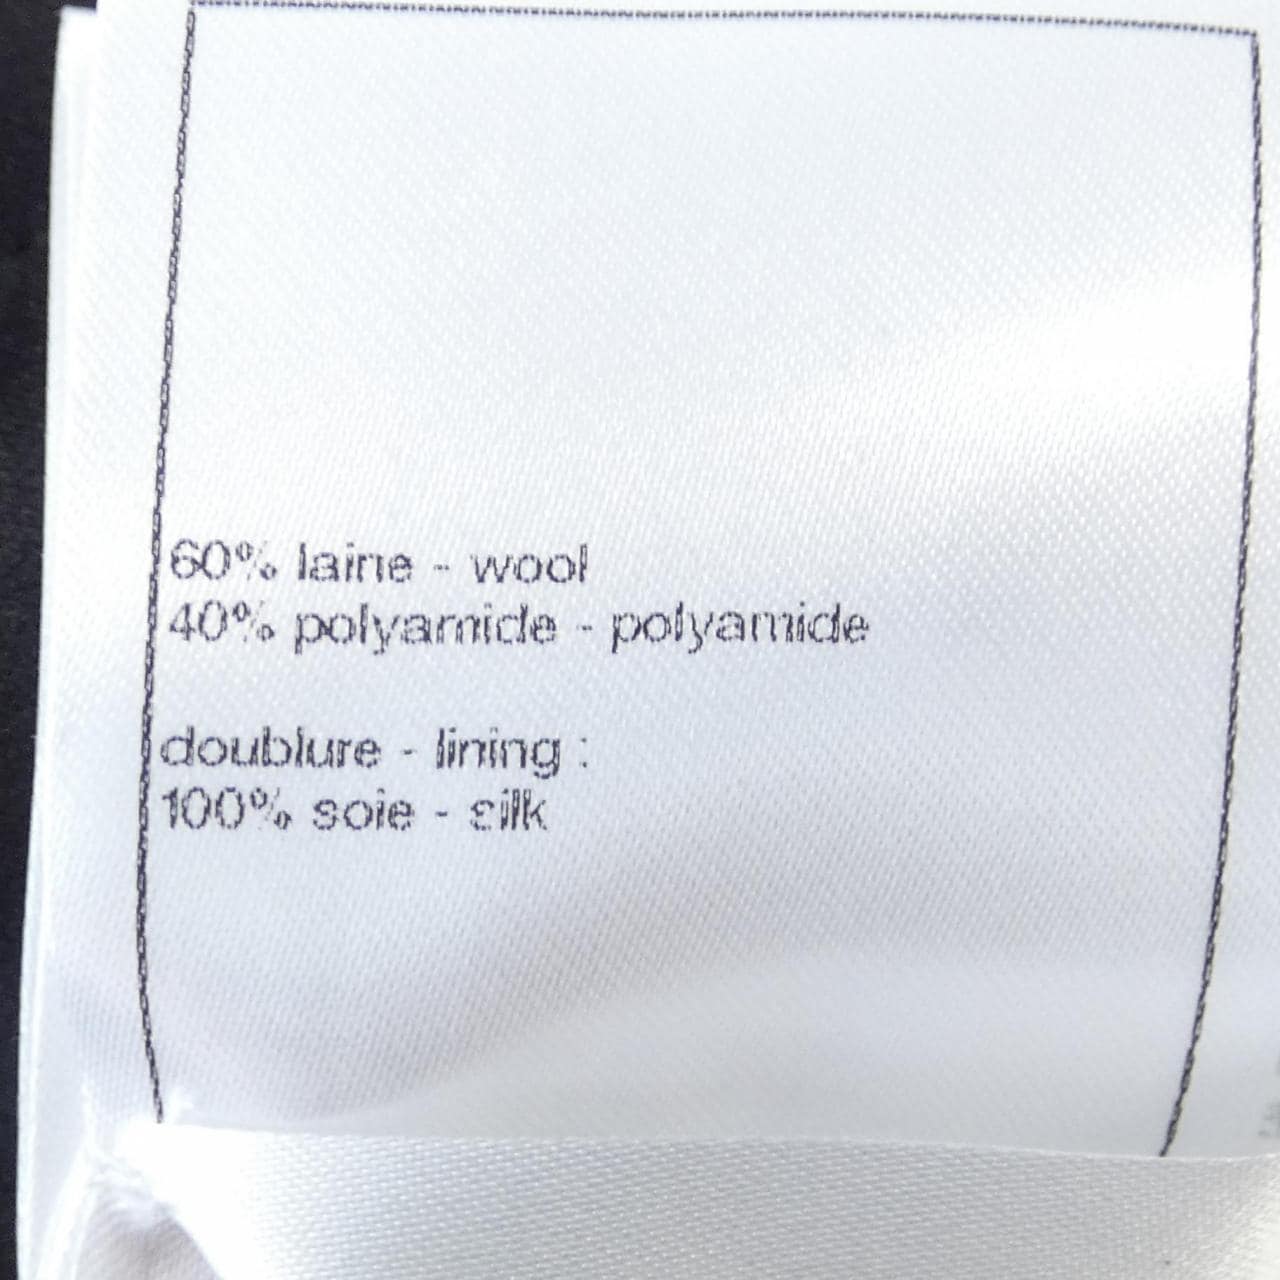 60% laine - wool
40% polyamide - polyamide
doublure - lining :
100% soie - silk